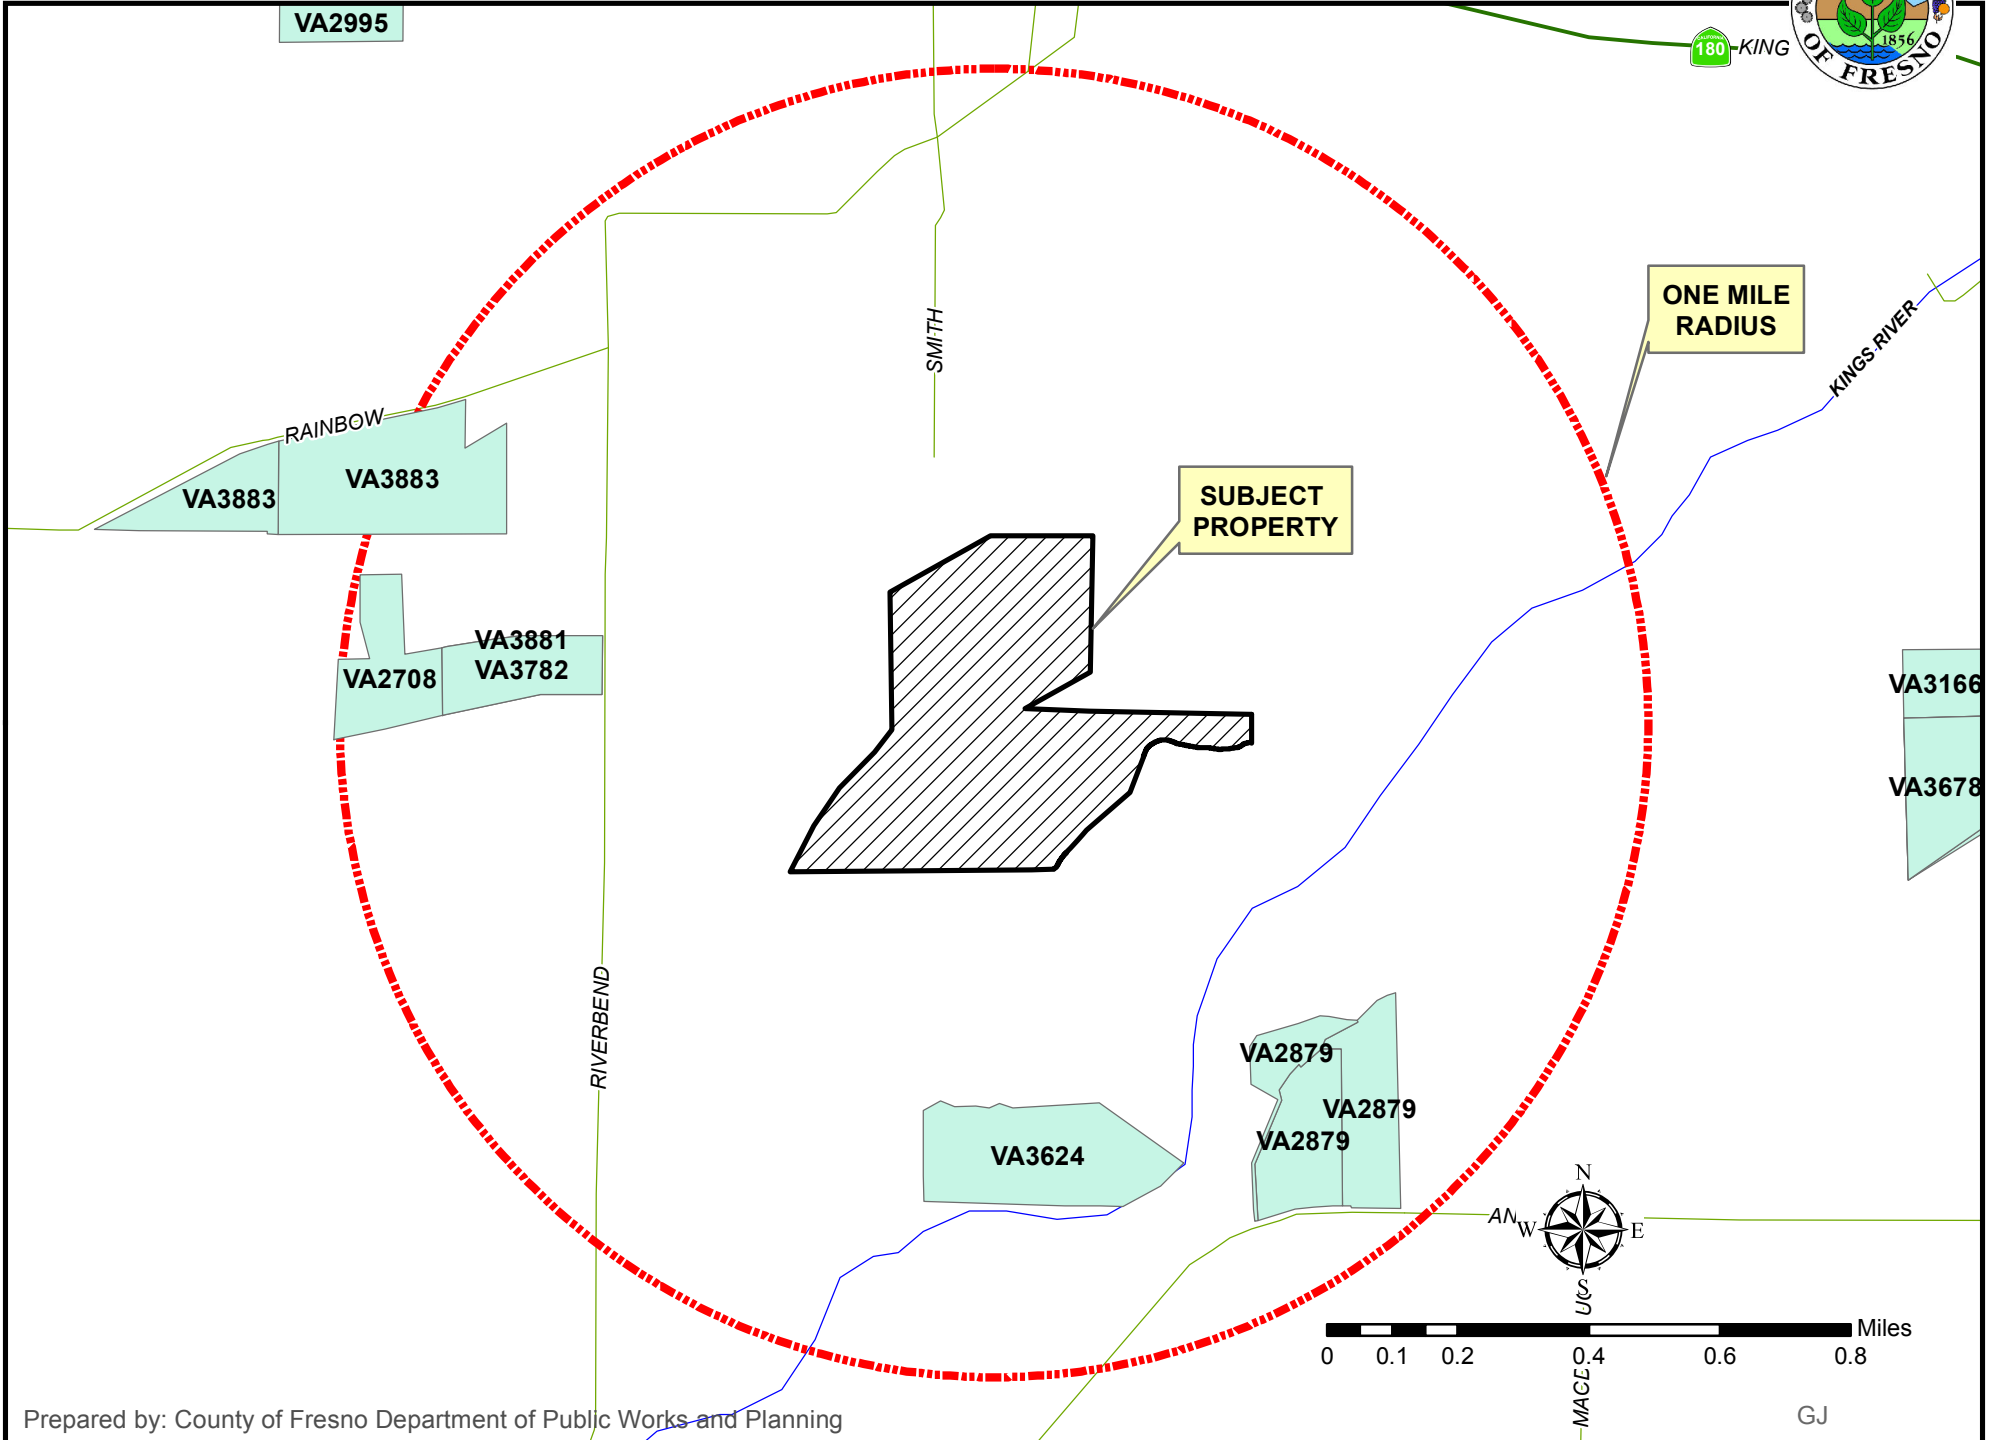 VA2995
CALIFORNIA
180
KING
1856
OF FRESNO
ONE MILE
RADIUS
SMITH
KINGS RIVER
RAINBOW
VA3883
VA3883
SUBJECT
PROPERTY
VA3881
VA3782
VA2708
VA3166
VA3678
RIVERBEND
VA2879
VA2879
VA2879
VA3624
N
AN
W
E
S
Miles
0
0.1
0.2
0.4
0.6
0.8
Prepared by: County of Fresno Department of Public Works and Planning
GJ